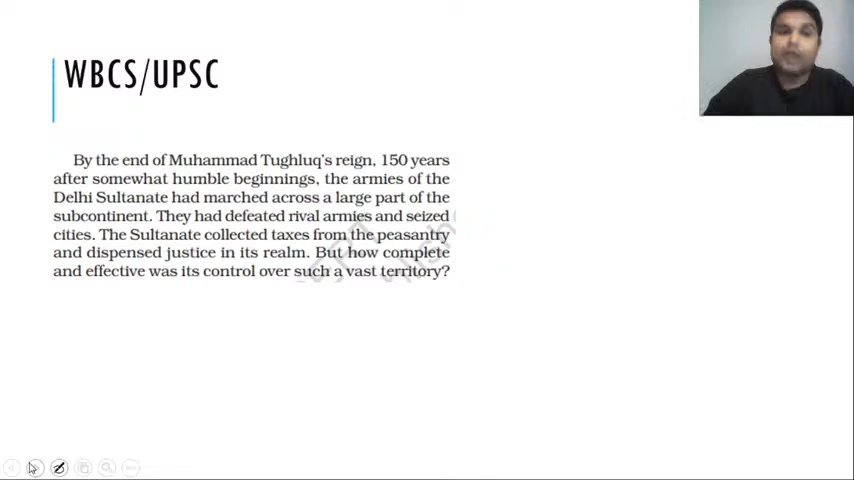 WBCS/UPSC
By the end of Muhammad Tughluq's reign, 150 years
after somewhat humble beginnings, the armies of the
Delhi Sultanate had marched across a large part of the
subcontinent. They had defeated rival armies and seized
cities. The Sultanate collected taxes from the peasantry
and dispensed justice in its realm. But how complete
and effective was its control over such a vast territory?